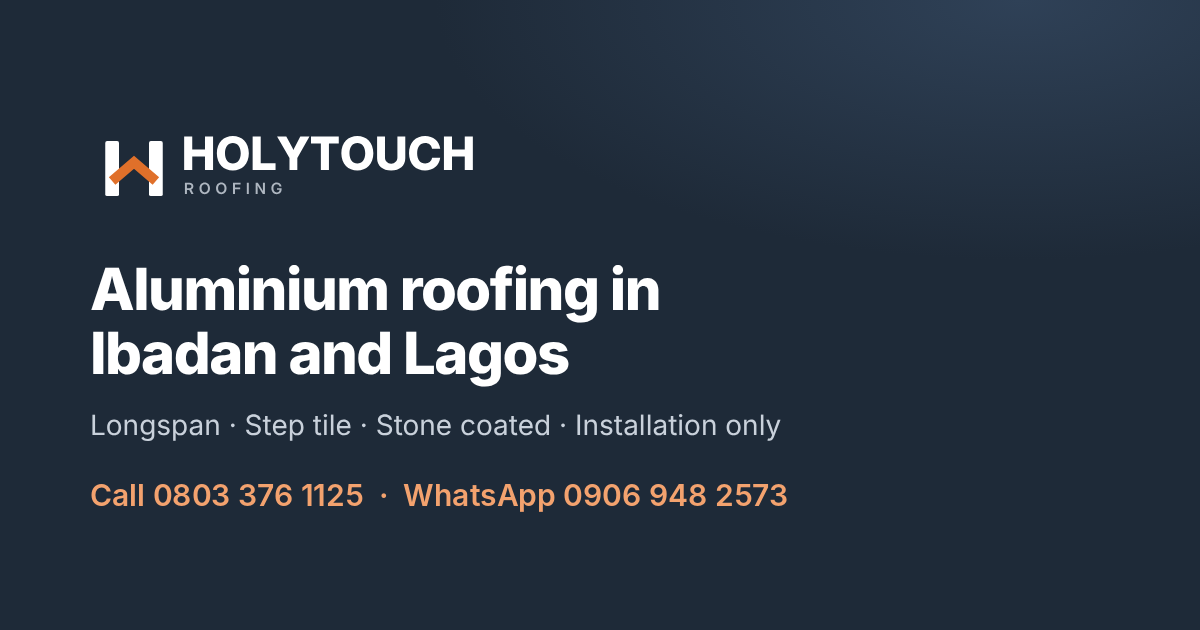 HOLYTOUCH
ROOFING
Aluminium roofing in
Ibadan and Lagos
Longspan · Step tile · Stone coated · Installation only
Call 0803 376 1125 · WhatsApp 0906 948 2573